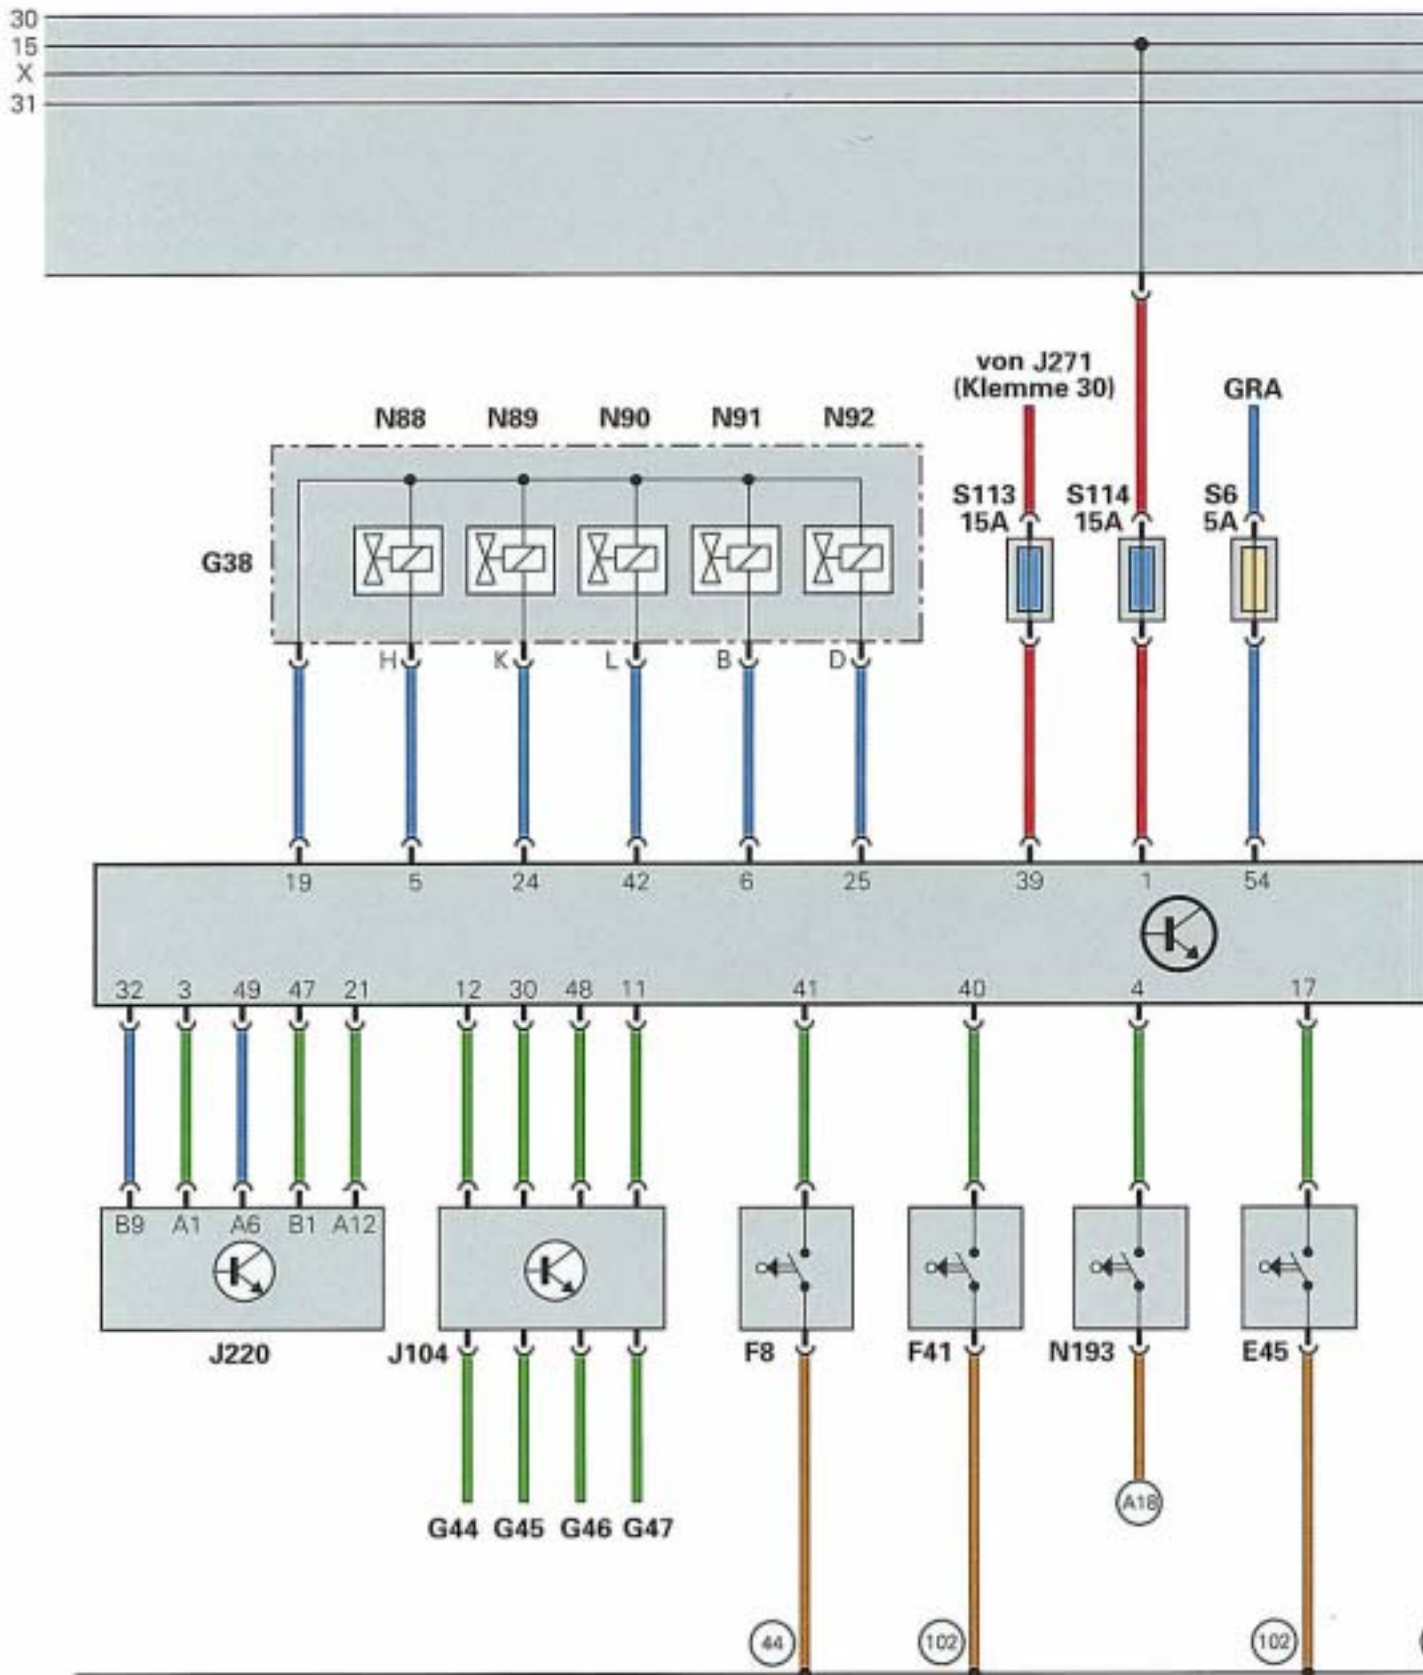 30
15
X
31
von J271
(Klemme 30)
GRA
N88 N89 N90 N91 N92
S113
15A
S114
15A
S6
5A
G38
H K L B D
19 5 24 42 6 25 39 1 54
32 3 49 47 21 12 30 48 11 41 40 4 17
B9 A1 A6 B1 A12
J220 J104 F8 F41 N193 E45
A18
G44 G45 G46 G47
44 102 102